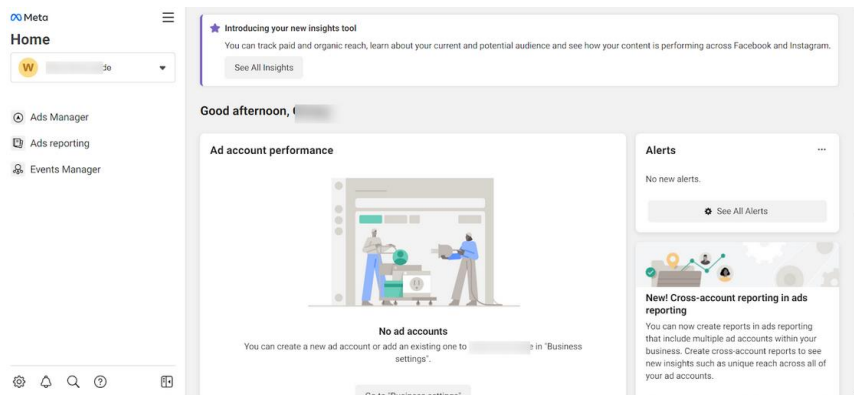 Meta
Home
W
de
Ads Manager
Ads reporting
Events Manager
Introducing your new insights tool
You can track paid and organic reach, learn about your current and potential audience and see how your content is performing across Facebook and Instagram.
See All Insights
Good afternoon,
Ad account performance
No ad accounts
You can create a new ad account or add an existing one to e in "Business
settings".
Go to "Business settings"
Alerts
...
No new alerts.
See All Alerts
New! Cross-account reporting in ads
reporting
You can now create reports in ads reporting
that include multiple ad accounts within your
business. Create cross-account reports to see
new insights such as unique reach across all of
your ad accounts.